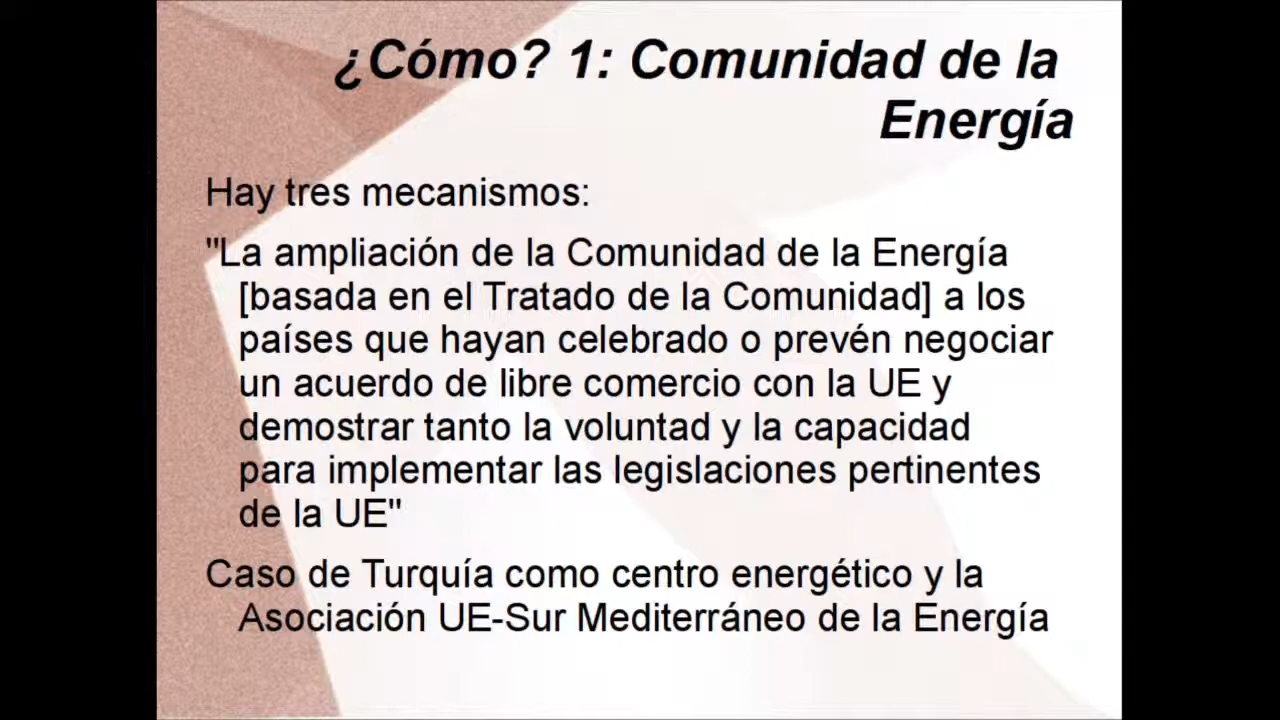 ¿Cómo? 1: Comunidad de la
Energía
Hay tres mecanismos:
"La ampliación de la Comunidad de la Energía
[basada en el Tratado de la Comunidad] a los
países que hayan celebrado o prevén negociar
un acuerdo de libre comercio con la UE y
demostrar tanto la voluntad y la capacidad
para implementar las legislaciones pertinentes
de la UE"
Caso de Turquía como centro energético y la
Asociación UE-Sur Mediterráneo de la Energía